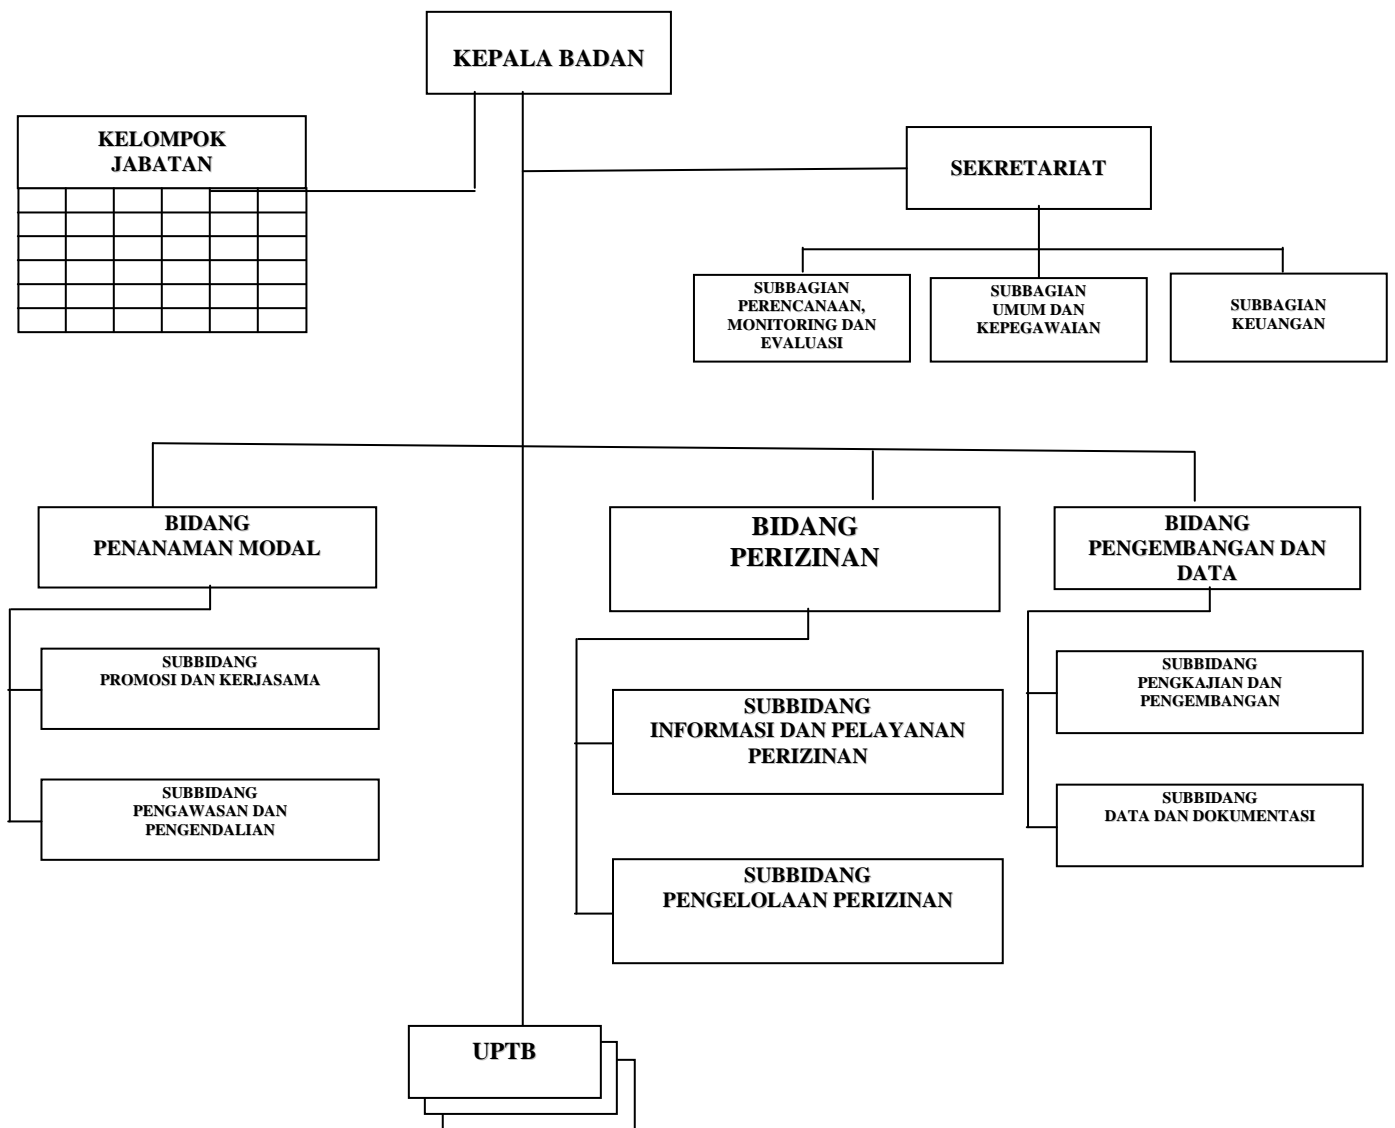 KEPALA BADAN
KELOMPOK
JABATAN
SEKRETARIAT
SUBBAGIAN
PERENCANAAN,
MONITORING DAN
EVALUASI
SUBBAGIAN
UMUM DAN
KEPEGAWAIAN
SUBBAGIAN
KEUANGAN
BIDANG
PENANAMAN MODAL
BIDANG
PERIZINAN
BIDANG
PENGEMBANGAN DAN
DATA
SUBBIDANG
PROMOSI DAN KERJASAMA
SUBBIDANG
PENGAWASAN DAN
PENGENDALIAN
SUBBIDANG
INFORMASI DAN PELAYANAN
PERIZINAN
SUBBIDANG
PENGELOLAAN PERIZINAN
SUBBIDANG
PENGKAJIAN DAN
PENGEMBANGAN
SUBBIDANG
DATA DAN DOKUMENTASI
UPTB